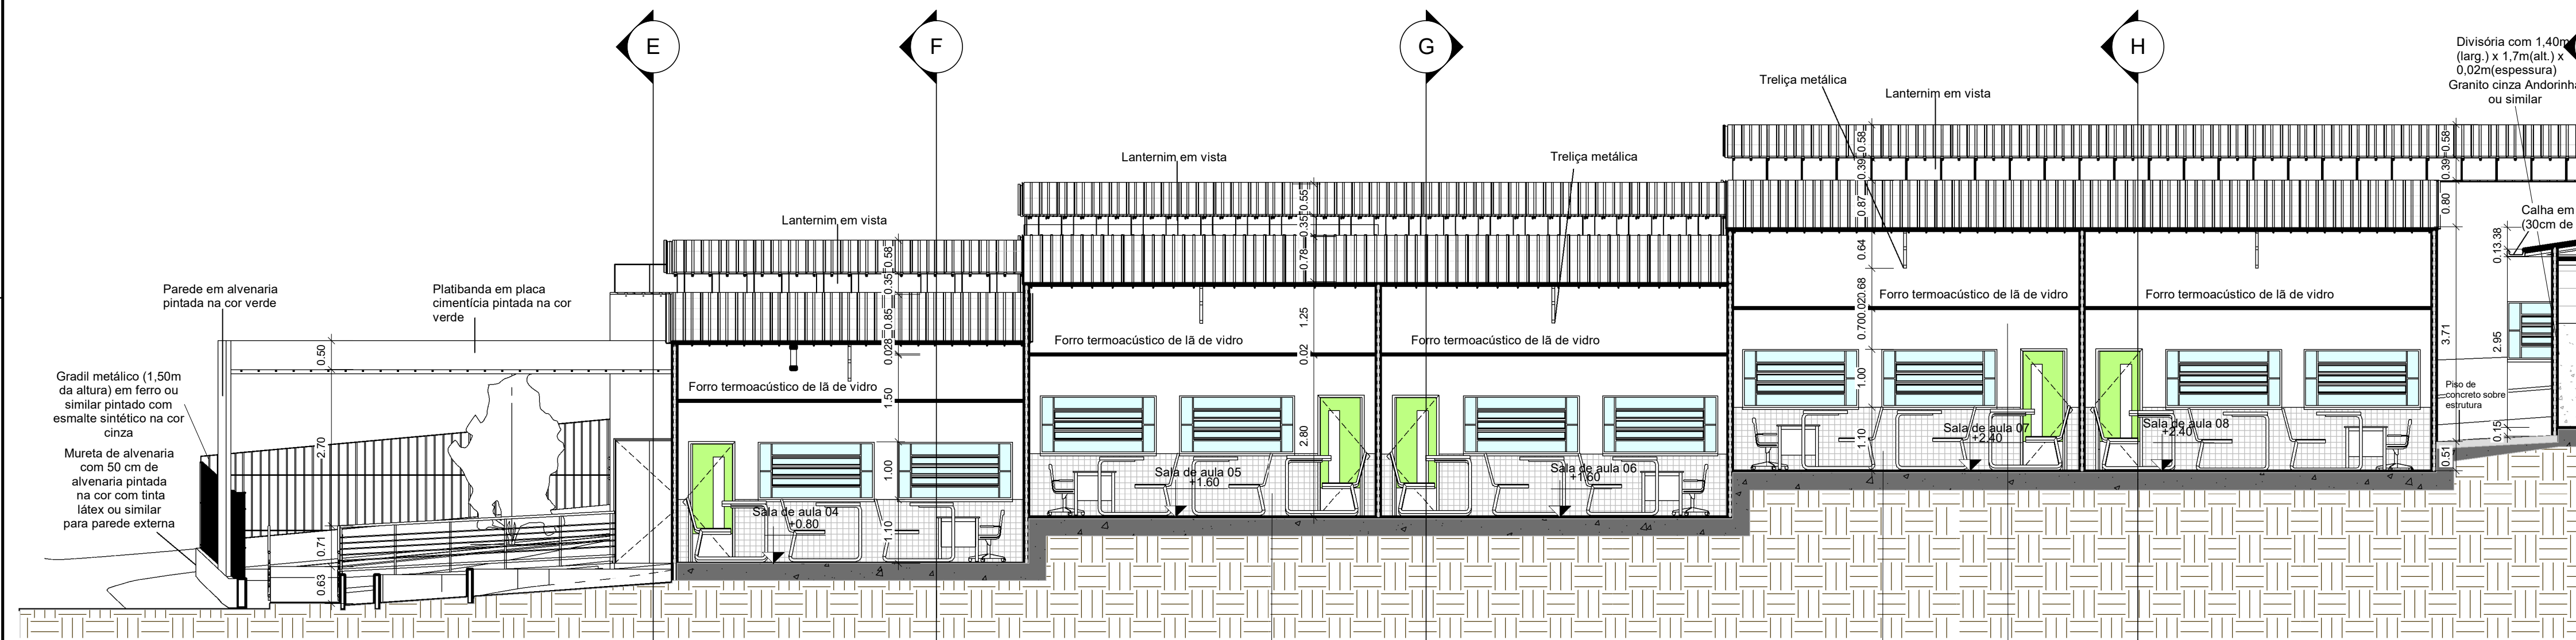 E
F
G
H
Divisória com 1,40m
(larg.) x 1,7m(alt.) x
0,02m(espessura)
Granito cinza Andorinha
ou similar
Treliça metálica
Lanternim em vista
Lanternim em vista
Treliça metálica
Lanternim em vista
Calha em
(30cm de
Parede em alvenaria
pintada na cor verde
Platibanda em placa
cimentícia pintada na cor
verde
Gradil metálico (1,50m
da altura) em ferro ou
similar pintado com
esmalte sintético na cor
cinza
Mureta de alvenaria
com 50 cm de
alvenaria pintada
na cor com tinta
látex ou similar
para parede externa
0.50
2.70
0.71
0.63
0.58
0.35
0.85
0.028
1.50
1.00
1.10
Forro termoacústico de lã de vidro
Sala de aula 04
+0.80
0.55
0.35
0.78
1.25
0.02
2.80
Forro termoacústico de lã de vidro
Forro termoacústico de lã de vidro
Sala de aula 05
+1.60
Sala de aula 06
+1.60
0.58
0.39
0.87
0.64
0.68
0.02
0.70
1.00
1.10
Forro termoacústico de lã de vidro
Forro termoacústico de lã de vidro
Sala de aula 07
+2.40
Sala de aula 08
+2.40
0.58
0.39
0.80
3.71
0.51
2.95
0.15
Piso de
concreto sobre
estrutura